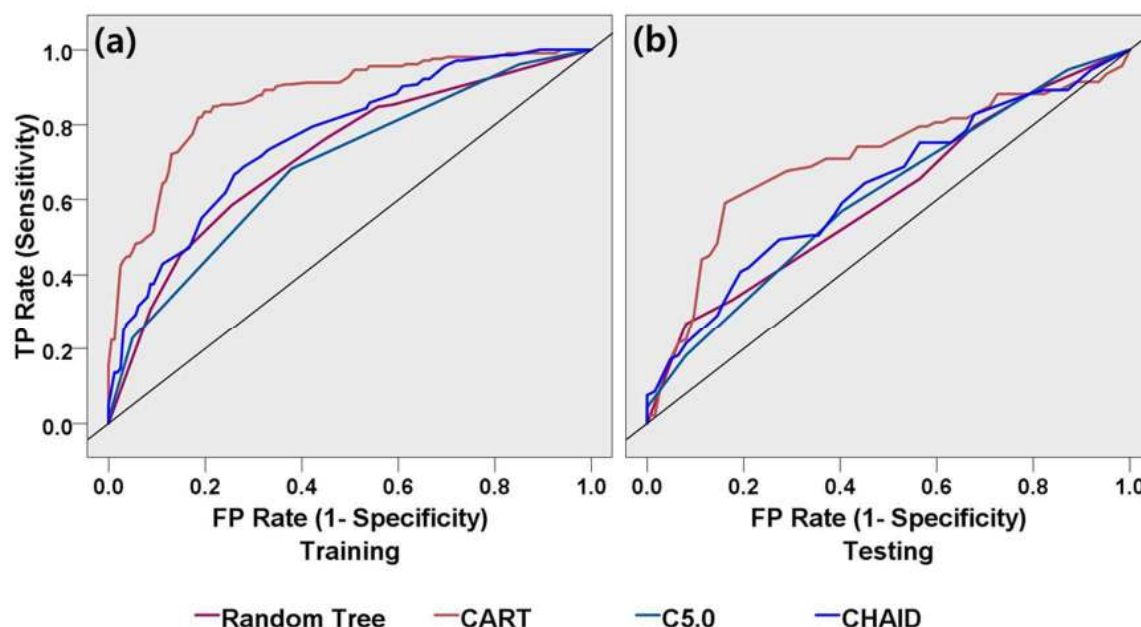 (a)
(b)
TP Rate (Sensitivity)
1.0
0.8
0.6
0.4
0.2
0.0
0.0 0.2 0.4 0.6 0.8 1.0
0.0 0.2 0.4 0.6 0.8 1.0
FP Rate (1- Specificity)
Training
FP Rate (1- Specificity)
Testing
Random Tree CART C5.0 CHAID